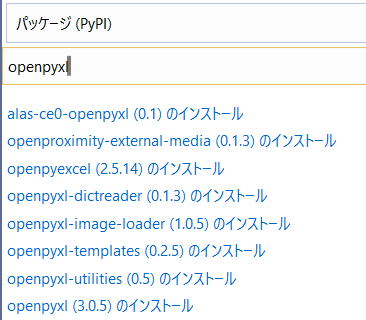 パッケージ (PyPI)
openpyxl
alas-ce0-openpyxl (0.1) のインストール
openproximity-external-media (0.1.3) のインストール
openpyexcel (2.5.14) のインストール
openpyxl-dictreader (0.1.3) のインストール
openpyxl-image-loader (1.0.5) のインストール
openpyxl-templates (0.2.5) のインストール
openpyxl-utilities (0.5) のインストール
openpyxl (3.0.5) のインストール